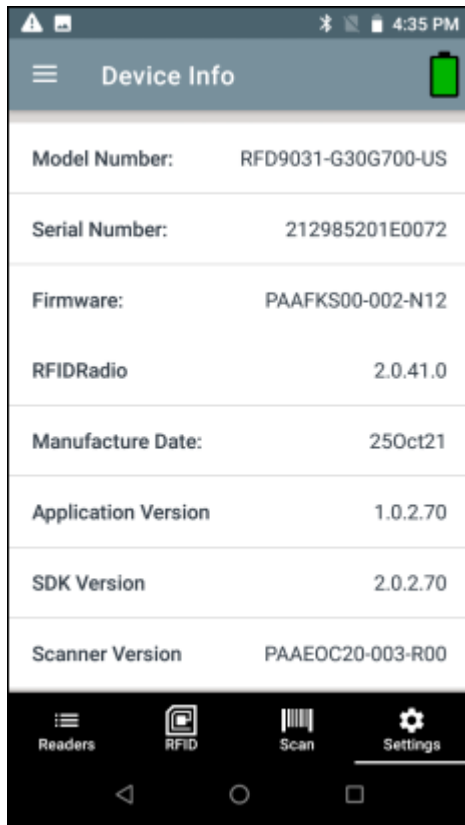 4:35 PM
Device Info
Model Number: RFD9031-G30G700-US
Serial Number: 212985201E0072
Firmware: PAAFKS00-002-N12
RFIDRadio 2.0.41.0
Manufacture Date: 25Oct21
Application Version 1.0.2.70
SDK Version 2.0.2.70
Scanner Version PAAEOC20-003-R00
Readers RFID Scan Settings